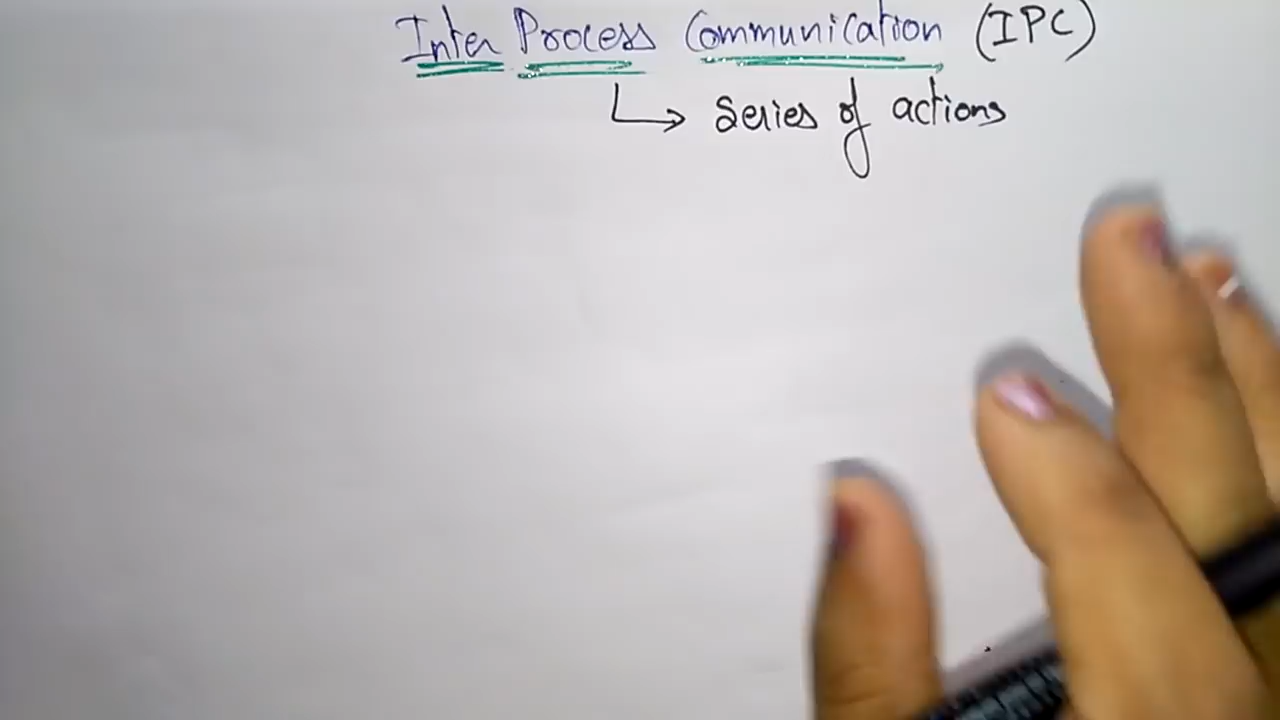 Inter Process Communication (IPC)
↳ series of actions